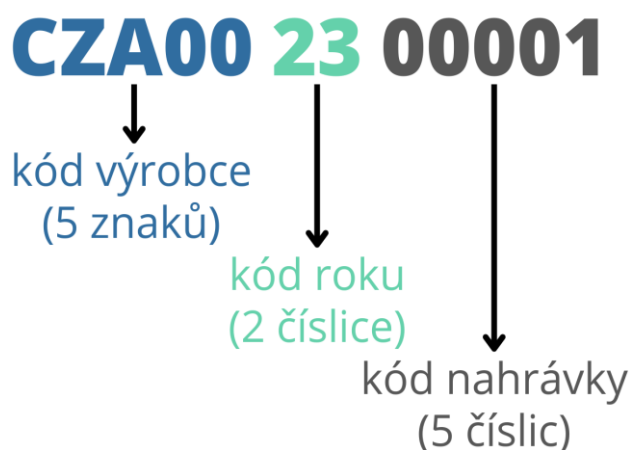 CZA00 23 00001
kód výrobce
(5 znaků)
kód roku
(2 číslice)
kód nahrávky
(5 číslic)